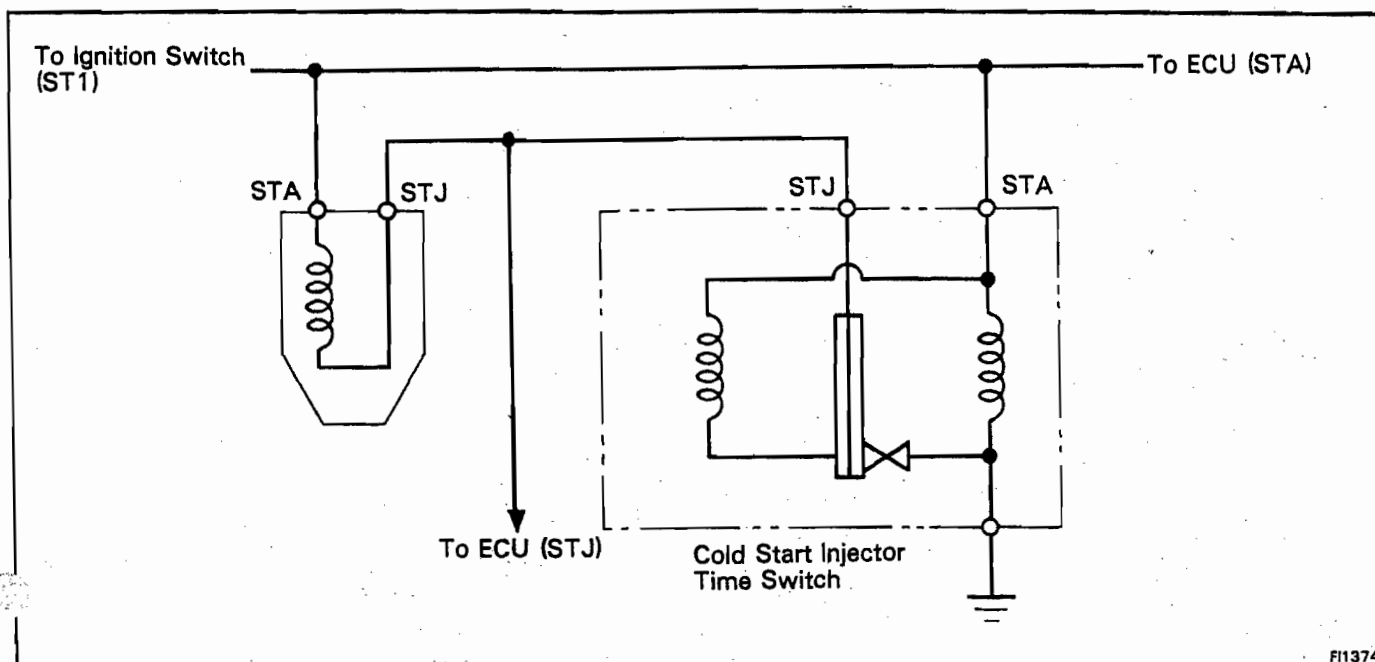 To Ignition Switch
(ST1)
To ECU (STA)
STA
STJ
STJ
STA
To ECU (STJ)
Cold Start Injector
Time Switch
FI1374